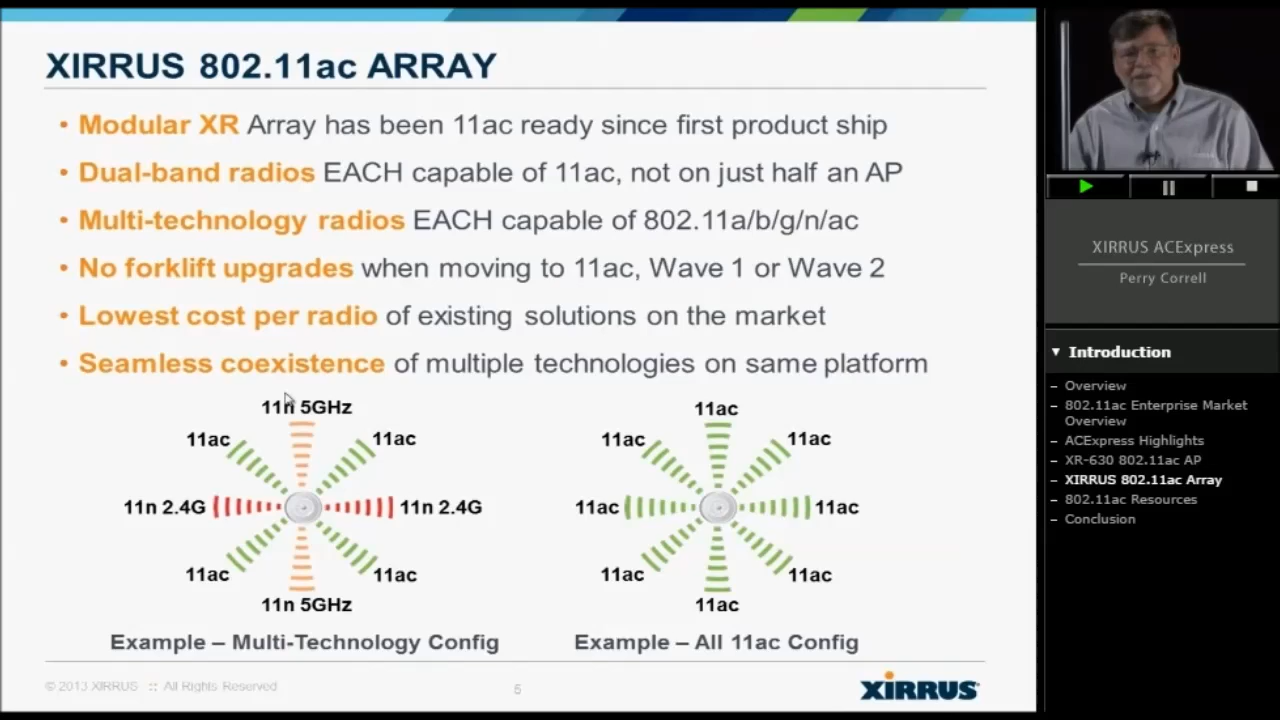 XIRRUS 802.11ac ARRAY
• Modular XR Array has been 11ac ready since first product ship
• Dual-band radios EACH capable of 11ac, not on just half an AP
• Multi-technology radios EACH capable of 802.11a/b/g/n/ac
• No forklift upgrades when moving to 11ac, Wave 1 or Wave 2
• Lowest cost per radio of existing solutions on the market
• Seamless coexistence of multiple technologies on same platform
11n 5GHz
11ac
11ac
11n 2.4G
11n 2.4G
11ac
11ac
11n 5GHz
Example – Multi-Technology Config
11ac
11ac
11ac
11ac
11ac
11ac
11ac
11ac
Example – All 11ac Config
© 2013 XIRRUS :: All Rights Reserved
XIRRUS
XIRRUS ACExpress
Perry Correll
▼ Introduction
– Overview
– 802.11ac Enterprise Market
Overview
– ACExpress Highlights
– XR-630 802.11ac AP
– XIRRUS 802.11ac Array
– 802.11ac Resources
– Conclusion